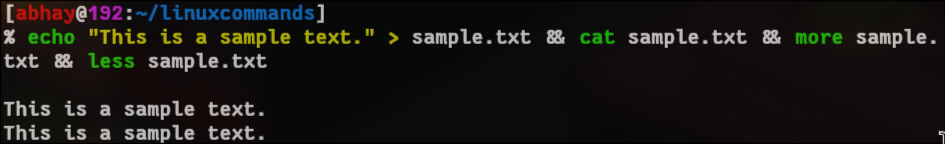 [abhay@192:~/linuxcommands]
% echo "This is a sample text." > sample.txt && cat sample.txt && more sample.
txt && less sample.txt
This is a sample text.
This is a sample text.